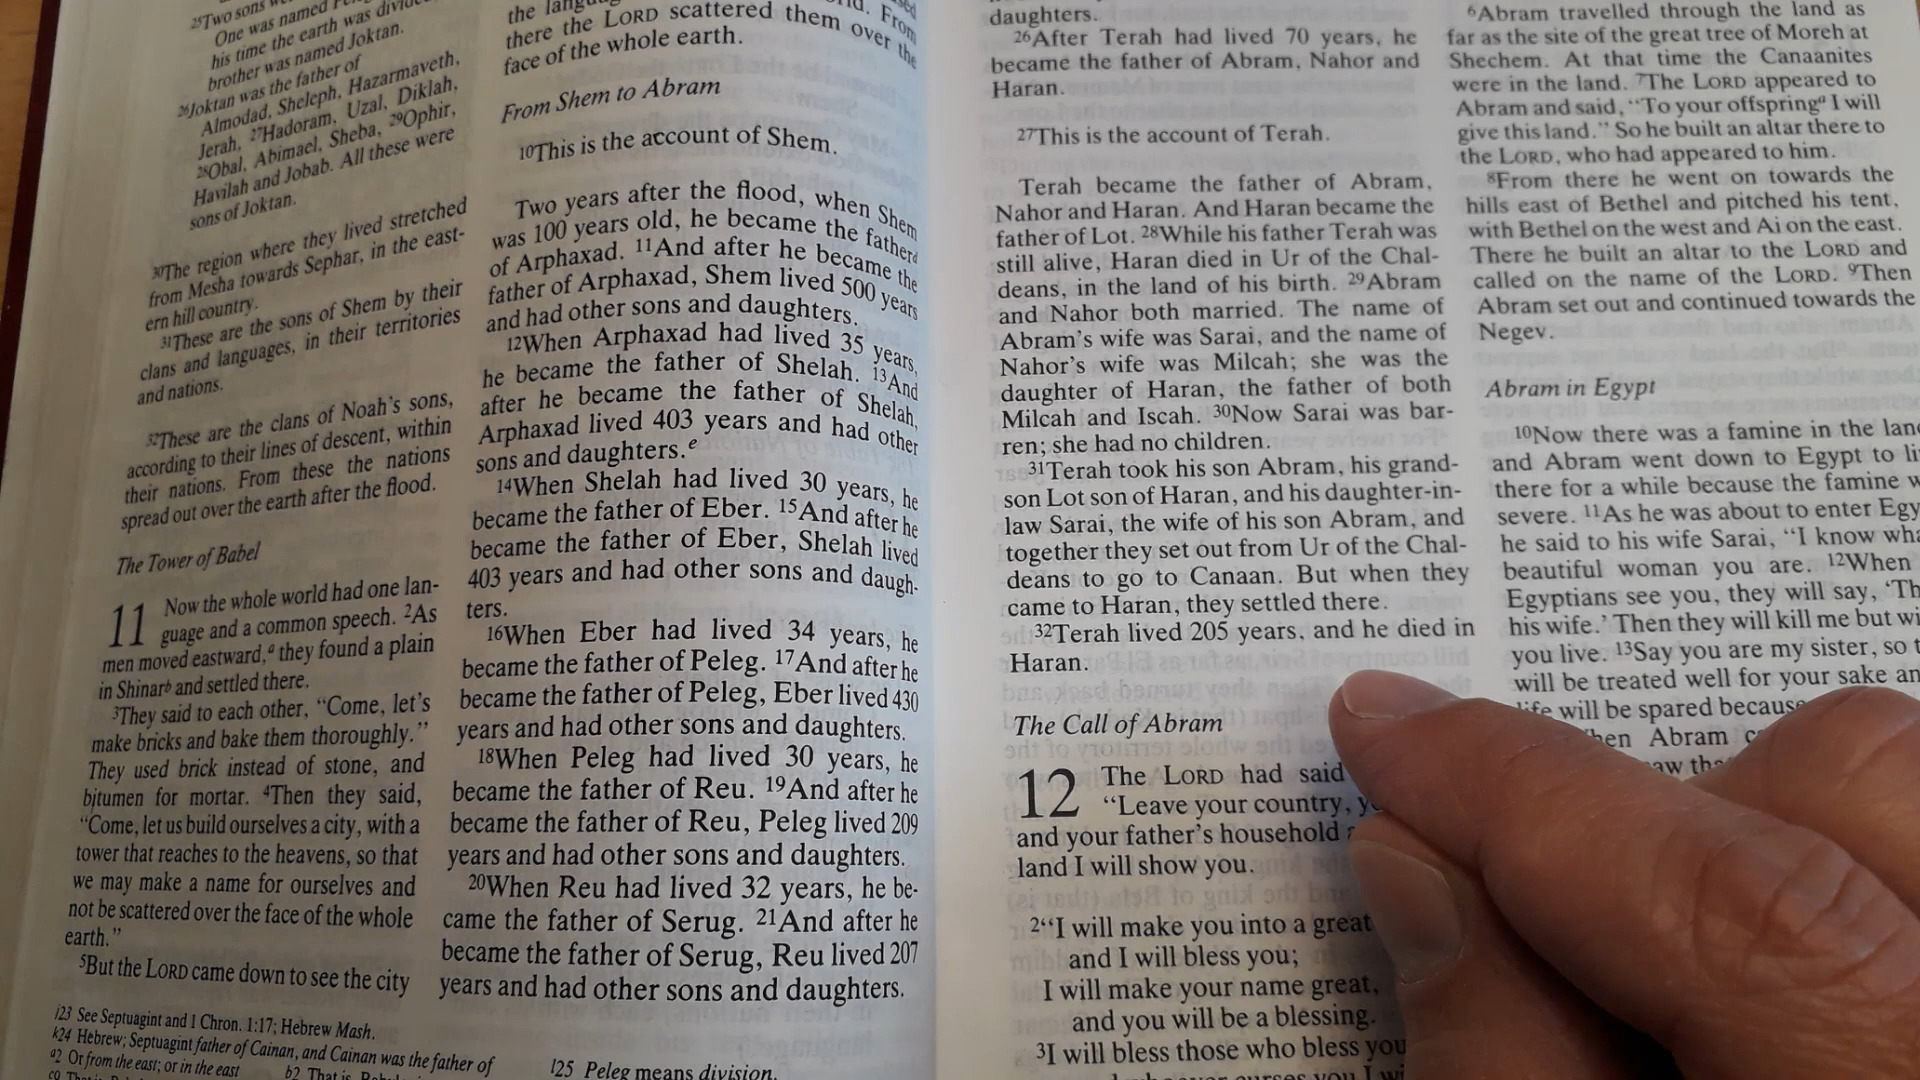 25Two sons
One was named
his time the earth was
brother was named Joktan.
26Joktan was the father of
Almodad, Sheleph, Hazarmaveth,
Jerah, 27Hadoram, Uzal, Diklah,
28Obal, Abimael, Sheba, 29Ophir,
Havilah and Jobab. All these were
sons of Joktan.
30The region where they lived stretched
from Mesha towards Sephar, in the east-
ern hill country.
31These are the sons of Shem by their
clans and languages, in their territories
and nations.
32These are the clans of Noah's sons,
according to their lines of descent, within
their nations. From these the nations
spread out over the earth after the flood.
The Tower of Babel
11 Now the whole world had one lan-
guage and a common speech. 2As
men moved eastward,a they found a plain
in Shinarb and settled there.
3They said to each other, "Come, let's
make bricks and bake them thoroughly."
They used brick instead of stone, and
bitumen for mortar. 4Then they said,
"Come, let us build ourselves a city, with a
tower that reaches to the heavens, so that
we may make a name for ourselves and
not be scattered over the face of the whole
earth."
5But the LORD came down to see the city
i23 See Septuagint and 1 Chron. 1:17; Hebrew Mash.
k24 Hebrew; Septuagint father of Cainan, and Cainan was the father of
a2 Or from the east; or in the east
b2 That is,
l25 Peleg means division.
the
From
there the LORD scattered them over the
face of the whole earth.
From Shem to Abram
10This is the account of Shem.
Two years after the flood, when Shem
was 100 years old, he became the fatherd
of Arphaxad. 11And after he became the
father of Arphaxad, Shem lived 500 years
and had other sons and daughters.
12When Arphaxad had lived 35 years,
he became the father of Shelah. 13And
after he became the father of Shelah,
Arphaxad lived 403 years and had other
sons and daughters.e
14When Shelah had lived 30 years, he
became the father of Eber. 15And after he
became the father of Eber, Shelah lived
403 years and had other sons and daugh-
ters.
16When Eber had lived 34 years, he
became the father of Peleg. 17And after he
became the father of Peleg, Eber lived 430
years and had other sons and daughters.
18When Peleg had lived 30 years, he
became the father of Reu. 19And after he
became the father of Reu, Peleg lived 209
years and had other sons and daughters.
20When Reu had lived 32 years, he be-
came the father of Serug. 21And after he
became the father of Serug, Reu lived 207
years and had other sons and daughters.
daughters.
26After Terah had lived 70 years, he
became the father of Abram, Nahor and
Haran.
27This is the account of Terah.
Terah became the father of Abram,
Nahor and Haran. And Haran became the
father of Lot. 28While his father Terah was
still alive, Haran died in Ur of the Chal-
deans, in the land of his birth. 29Abram
and Nahor both married. The name of
Abram's wife was Sarai, and the name of
Nahor's wife was Milcah; she was the
daughter of Haran, the father of both
Milcah and Iscah. 30Now Sarai was bar-
ren; she had no children.
31Terah took his son Abram, his grand-
son Lot son of Haran, and his daughter-in-
law Sarai, the wife of his son Abram, and
together they set out from Ur of the Chal-
deans to go to Canaan. But when they
came to Haran, they settled there.
32Terah lived 205 years, and he died in
Haran.
The Call of Abram
12 The LORD had said
"Leave your country,
and your father's household
land I will show you.
2"I will make you into a great
and I will bless you;
I will make your name great,
and you will be a blessing.
3I will bless those who bless you
6Abram travelled through the land as
far as the site of the great tree of Moreh at
Shechem. At that time the Canaanites
were in the land. 7The LORD appeared to
Abram and said, "To your offspringa I will
give this land." So he built an altar there to
the LORD, who had appeared to him.
8From there he went on towards the
hills east of Bethel and pitched his tent,
with Bethel on the west and Ai on the east.
There he built an altar to the LORD and
called on the name of the LORD. 9Then
Abram set out and continued towards the
Negev.
Abram in Egypt
10Now there was a famine in the
and Abram went down to Egypt to
there for a while because the famine
severe. 11As he was about to enter
he said to his wife Sarai, "I know
beautiful woman you are. 12When
Egyptians see you, they will say,
his wife.' Then they will kill me but
you live. 13Say you are my sister, so
will be treated well for your sake
will be spared
Abram